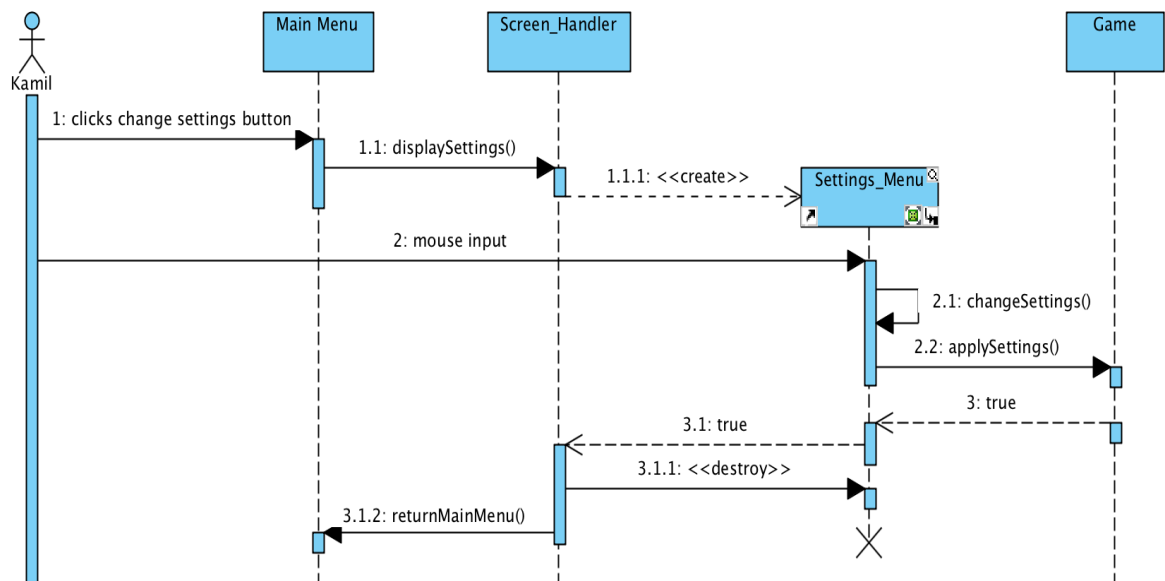 Main Menu
Screen_Handler
Game
Kamil
1: clicks change settings button
1.1: displaySettings()
1.1.1: <<create>>
Settings_Menu
2: mouse input
2.1: changeSettings()
2.2: applySettings()
3: true
3.1: true
3.1.1: <<destroy>>
3.1.2: returnMainMenu()